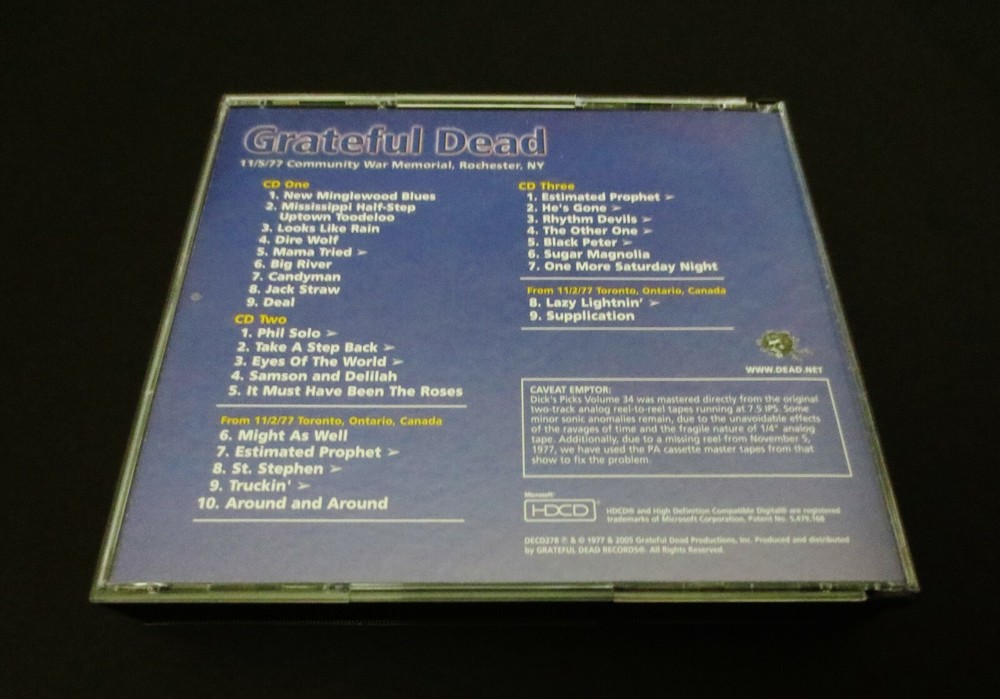 Grateful Dead
11/5/77 Community War Memorial, Rochester, NY
CD One
1. New Minglewood Blues
2. Mississippi Half-Step
Uptown Toodeloo
3. Looks Like Rain
4. Dire Wolf
5. Mama Tried ➢
6. Big River
7. Candyman
8. Jack Straw
9. Deal
CD Two
1. Phil Solo ➢
2. Take A Step Back ➢
3. Eyes Of The World ➢
4. Samson and Delilah
5. It Must Have Been The Roses
From 11/2/77 Toronto, Ontario, Canada
6. Might As Well
7. Estimated Prophet ➢
8. St. Stephen ➢
9. Truckin' ➢
10. Around and Around
CD Three
1. Estimated Prophet ➢
2. He's Gone ➢
3. Rhythm Devils ➢
4. The Other One ➢
5. Black Peter ➢
6. Sugar Magnolia
7. One More Saturday Night
From 11/2/77 Toronto, Ontario, Canada
8. Lazy Lightnin' ➢
9. Supplication
WWW.DEAD.NET
CAVEAT EMPTOR:
Dick's Picks Volume 34 was mastered directly from the original
two-track analog reel-to-reel tapes running at 7.5 IPS. Some
minor sonic anomalies remain, due to the unavoidable effects
of the ravages of time and the fragile nature of 1/4" analog
tape. Additionally, due to a missing reel from November 5,
1977, we have used the PA cassette master tapes from that
show to fix the problem.
Microsoft®
HDCD®
HDCD® and High Definition Compatible Digital® are registered
trademarks of Microsoft Corporation, Patent No. 5,479,168
DECD278 ℗ & © 1977 & 2005 Grateful Dead Productions, Inc. Produced and distributed
by GRATEFUL DEAD RECORDS®. All Rights Reserved.